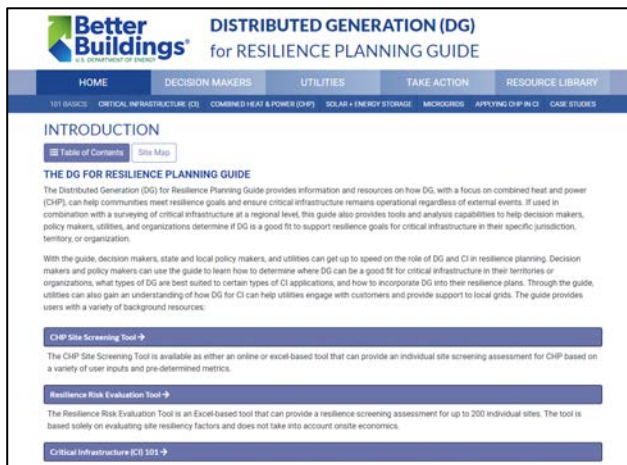 Better Buildings®
U.S. DEPARTMENT OF ENERGY
DISTRIBUTED GENERATION (DG)
for RESILIENCE PLANNING GUIDE
HOME DECISION MAKERS UTILITIES TAKE ACTION RESOURCE LIBRARY
101 BASICS CRITICAL INFRASTRUCTURE (CI) COMBINED HEAT & POWER (CHP) SOLAR + ENERGY STORAGE MICROGRIDS APPLYING CHP IN CI CASE STUDIES
INTRODUCTION
Table of Contents Site Map
THE DG FOR RESILIENCE PLANNING GUIDE
The Distributed Generation (DG) for Resilience Planning Guide provides information and resources on how DG, with a focus on combined heat and power
(CHP), can help communities meet resilience goals and ensure critical infrastructure remains operational regardless of external events. If used in
combination with a surveying of critical infrastructure at a regional level, this guide also provides tools and analysis capabilities to help decision makers,
policy makers, utilities, and organizations determine if DG is a good fit to support resilience goals for critical infrastructure in their specific jurisdiction,
territory, or organization.
With the guide, decision makers, state and local policy makers, and utilities can get up to speed on the role of DG and CI in resilience planning. Decision
makers and policy makers can use the guide to learn how to determine where DG can be a good fit for critical infrastructure in their territories or
organizations, what types of DG are best suited to certain types of CI applications, and how to incorporate DG into their resilience plans. Through the guide,
utilities can also gain an understanding of how DG for CI can help utilities engage with customers and provide support to local grids. The guide provides
users with a variety of background resources:
CHP Site Screening Tool →
The CHP Site Screening Tool is available as either an online or excel-based tool that can provide an individual site screening assessment for CHP based on
a variety of user inputs and pre-determined metrics.
Resilience Risk Evaluation Tool →
The Resilience Risk Evaluation Tool is an Excel-based tool that can provide a resilience screening assessment for up to 200 individual sites. The tool is
based solely on evaluating site resiliency factors and does not take into account onsite economics.
Critical Infrastructure (CI) 101 →